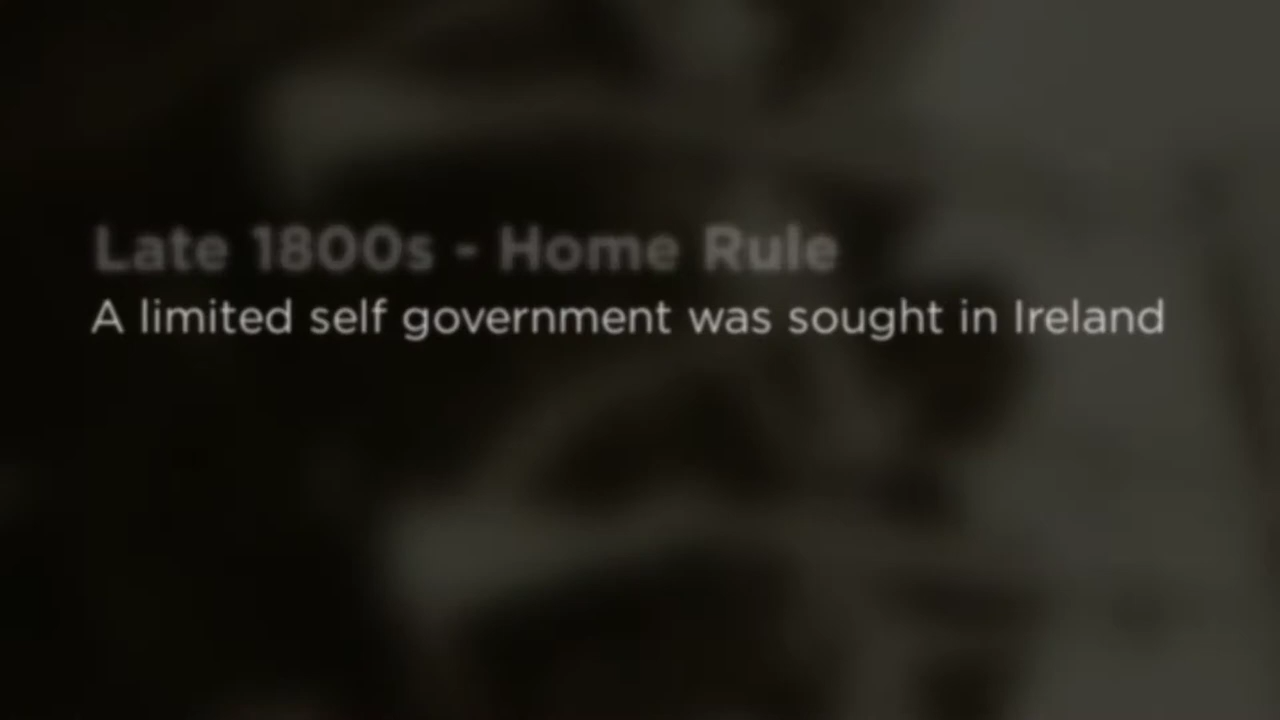 Late 1800s - Home Rule
A limited self government was sought in Ireland